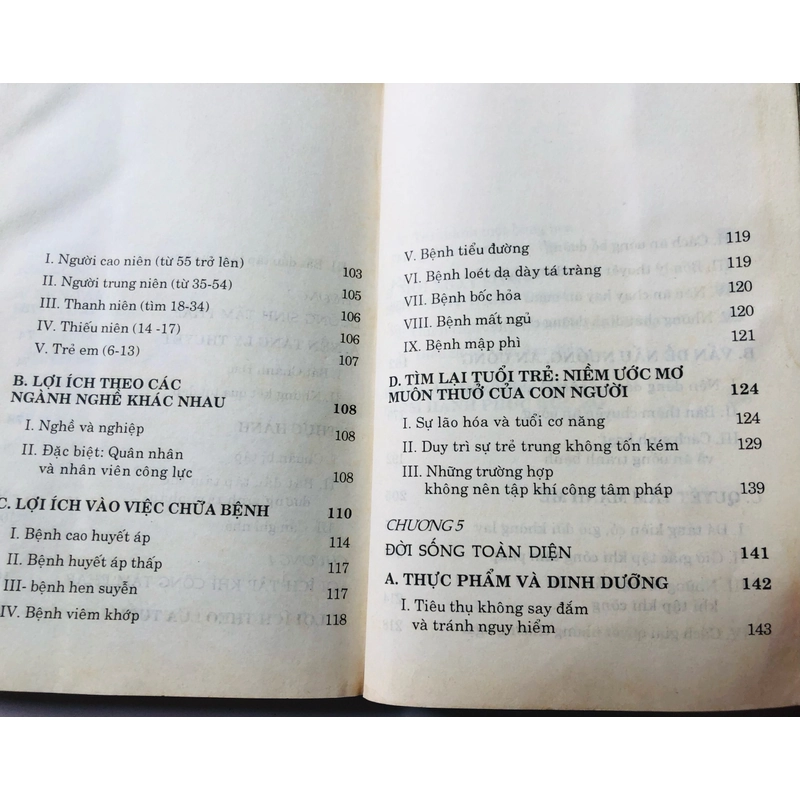 I. Người cao niên (từ 55 trở lên) 103
II. Người trung niên (từ 35-54) 105
III. Thanh niên (tìm 18-34) 106
IV. Thiếu niên (14 -17) 106
V. Trẻ em (6-13) 107
B. LỢI ÍCH THEO CÁC
NGÀNH NGHỀ KHÁC NHAU 108
I. Nghề và nghiệp 108
II. Đặc biệt: Quân nhân
và nhân viên công lực 108
C. LỢI ÍCH VÀO VIỆC CHỮA BỆNH 110
I. Bệnh cao huyết áp 114
II. Bệnh huyết áp thấp 117
III- bệnh hen suyễn 117
IV. Bệnh viêm khớp 118
V. Bệnh tiểu đường 119
VI. Bệnh loét dạ dày tá tràng 119
VII. Bệnh bốc hỏa 120
VIII. Bệnh mất ngủ 120
IX. Bệnh mập phì 121
D. TÌM LẠI TUỔI TRẺ: NIỀM ƯỚC MƠ
MUÔN THUỞ CỦA CON NGƯỜI 124
I. Sự lão hóa và tuổi cơ năng 124
II. Duy trì sự trẻ trung không tốn kém 129
III. Những trường hợp
không nên tập khí công tâm pháp 139
CHƯƠNG 5
ĐỜI SỐNG TOÀN DIỆN 141
A. THỰC PHẨM VÀ DINH DƯỠNG 142
I. Tiêu thụ không say đắm
và tránh nguy hiểm 143